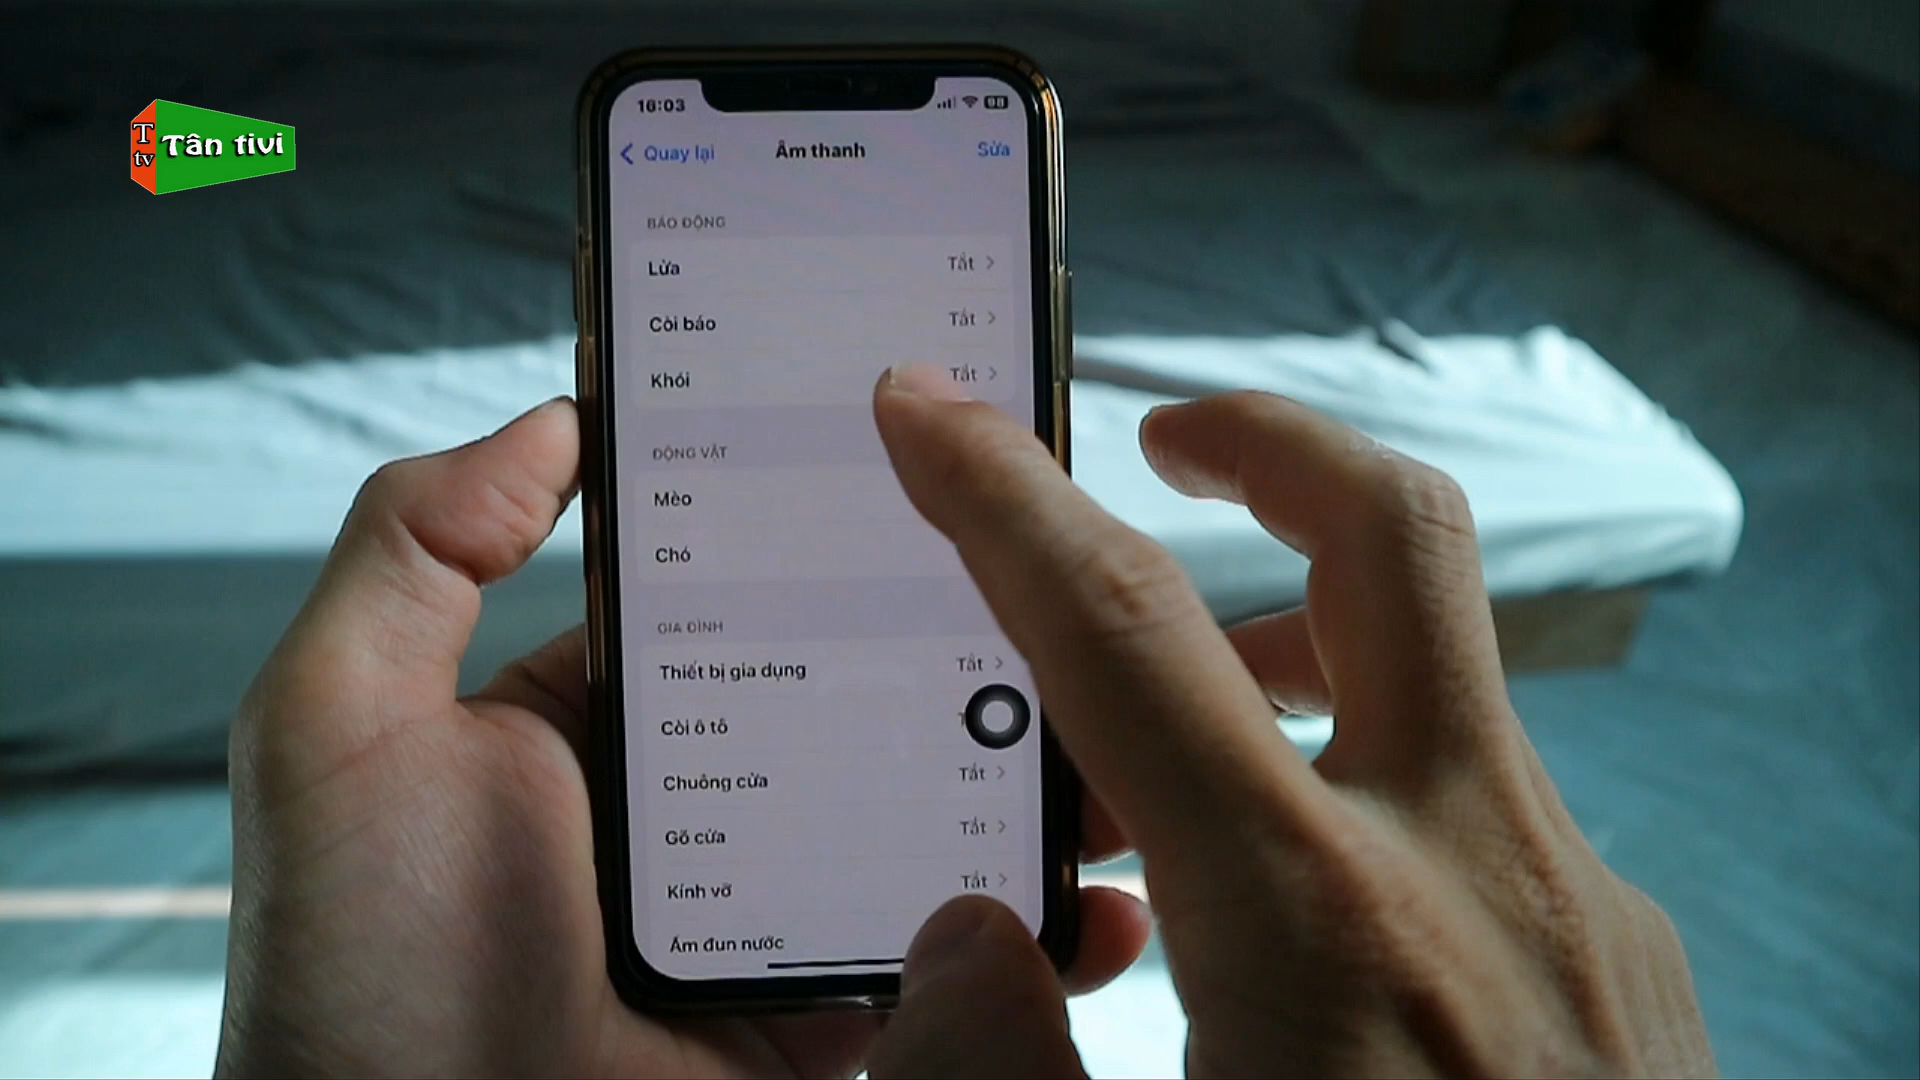 T
tv
Tân tivi
16:03
98
Quay lại
Âm thanh
Sửa
BÁO ĐỘNG
Lửa
Tắt
Còi báo
Tắt
Khói
Tắt
ĐỘNG VẬT
Mèo
Chó
GIA ĐÌNH
Thiết bị gia dụng
Tắt
Còi ô tô
Chuông cửa
Tắt
Gõ cửa
Tắt
Kính vỡ
Tắt
Ấm đun nước